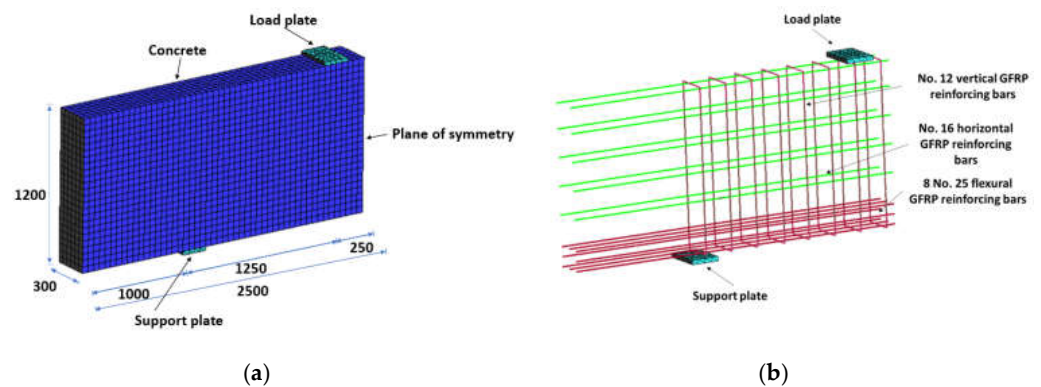 Load plate
Concrete
Plane of symmetry
1200
300
1000
1250
250
2500
Support plate
(a)
Load plate
No. 12 vertical GFRP
reinforcing bars
No. 16 horizontal
GFRP reinforcing
bars
8 No. 25 flexural
GFRP reinforcing bars
Support plate
(b)